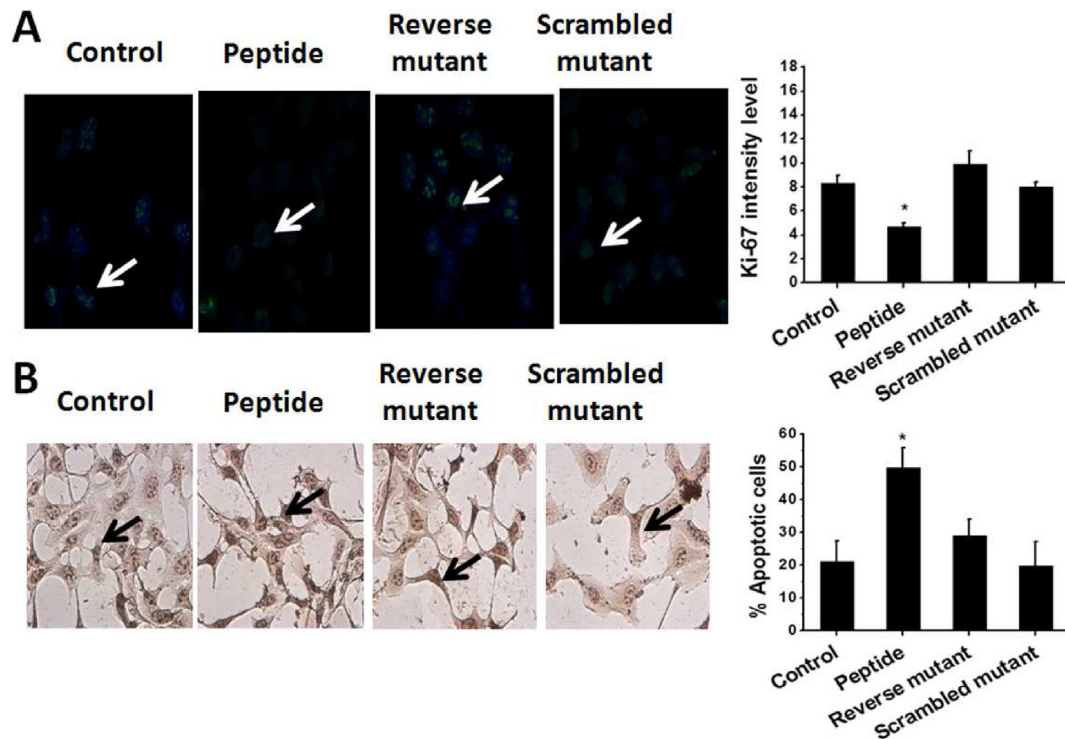 A
Control
Peptide
Reverse
mutant
Scrambled
mutant
Ki-67 intensity level
18
16
14
12
10
8
6
4
2
0
*
Control
Peptide
Reverse mutant
Scrambled mutant
B
Control
Peptide
Reverse
mutant
Scrambled
mutant
% Apoptotic cells
60
50
40
30
20
10
0
*
Control
Peptide
Reverse mutant
Scrambled mutant